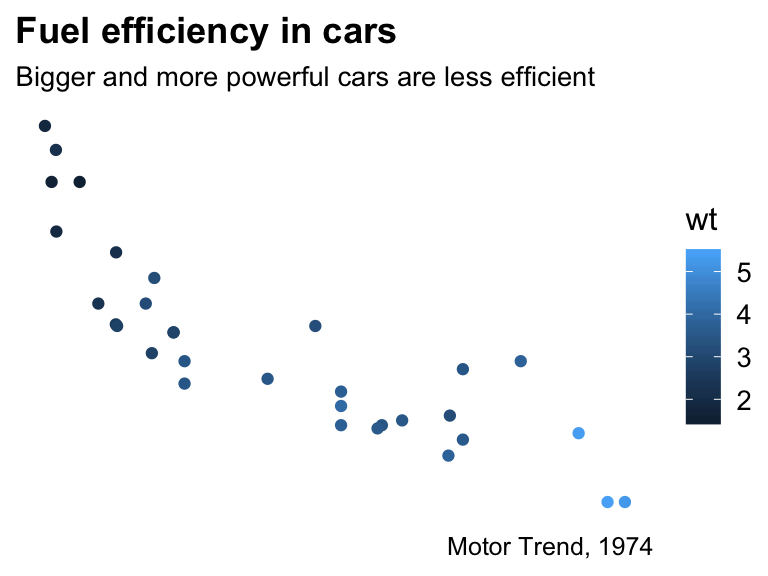 Fuel efficiency in cars
Bigger and more powerful cars are less efficient
wt
5
4
3
2
Motor Trend, 1974